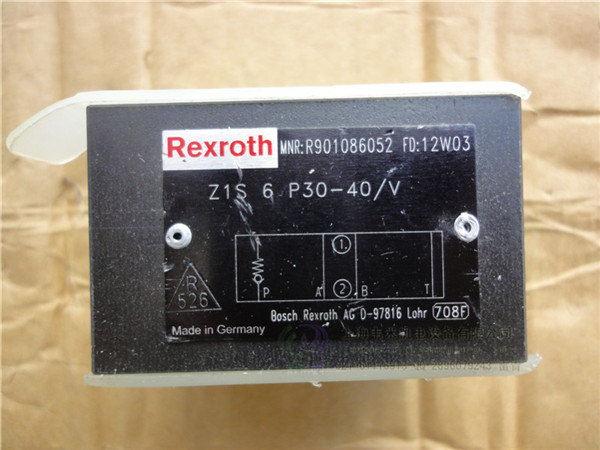 Rexroth MNR:R901086052 FD:12W03
Z1S 6 P30-40/V
1
2
P A B T
R
526
Bosch Rexroth AG D-97816 Lohr 708F
Made in Germany